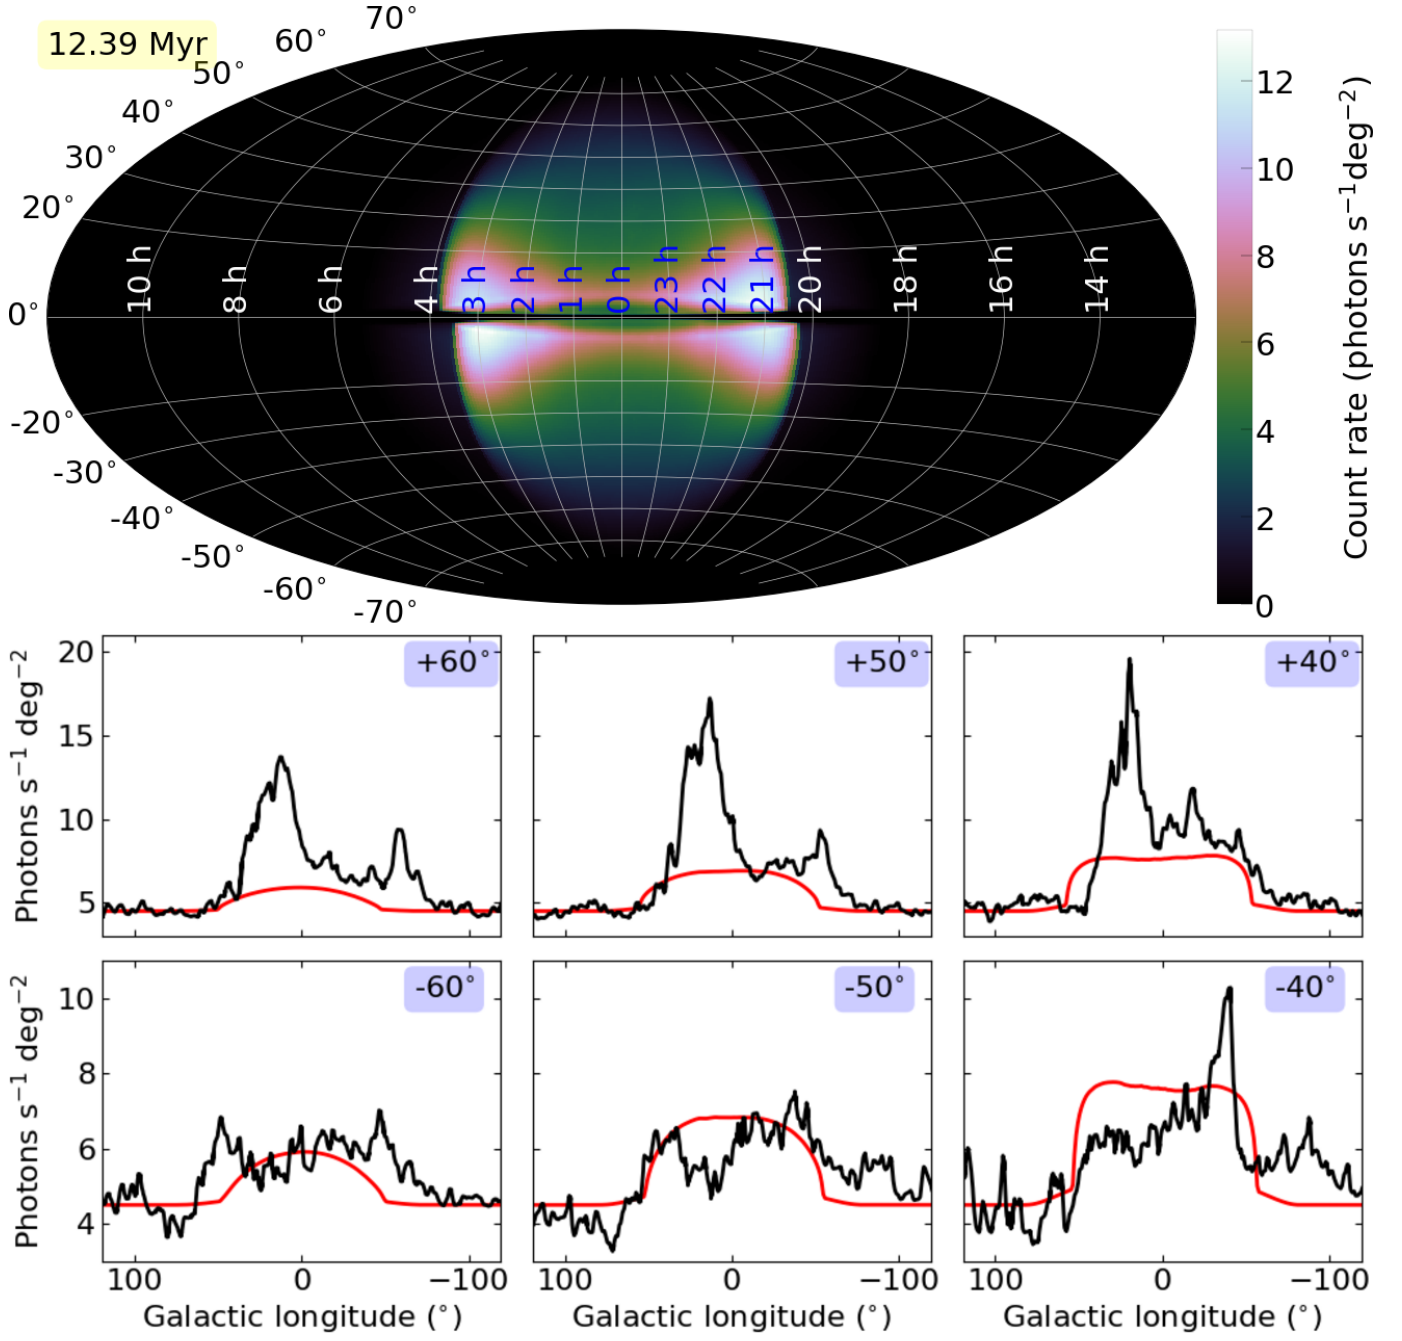 12.39 Myr
70°
60°
50°
40°
30°
20°
0°
-20°
-30°
-40°
-50°
-60°
-70°
10 h
8 h
6 h
4 h
3 h
2 h
1 h
0 h
23 h
22 h
21 h
20 h
18 h
16 h
14 h
12
10
8
6
4
2
0
Count rate (photons s⁻¹deg⁻²)
+60°
+50°
+40°
20
15
10
5
Photons s⁻¹ deg⁻²
-60°
-50°
-40°
10
8
6
4
Photons s⁻¹ deg⁻²
100 0 −100
100 0 −100
100 0 −100
Galactic longitude (°)
Galactic longitude (°)
Galactic longitude (°)